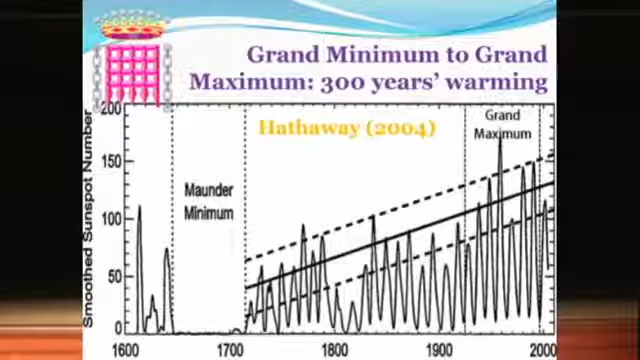 Grand Minimum to Grand
Maximum: 300 years’ warming
Hathaway (2004)
Grand
Maximum
Maunder
Minimum
Smoothed Sunspot Number
200
150
100
50
0
1600
1700
1800
1900
2000